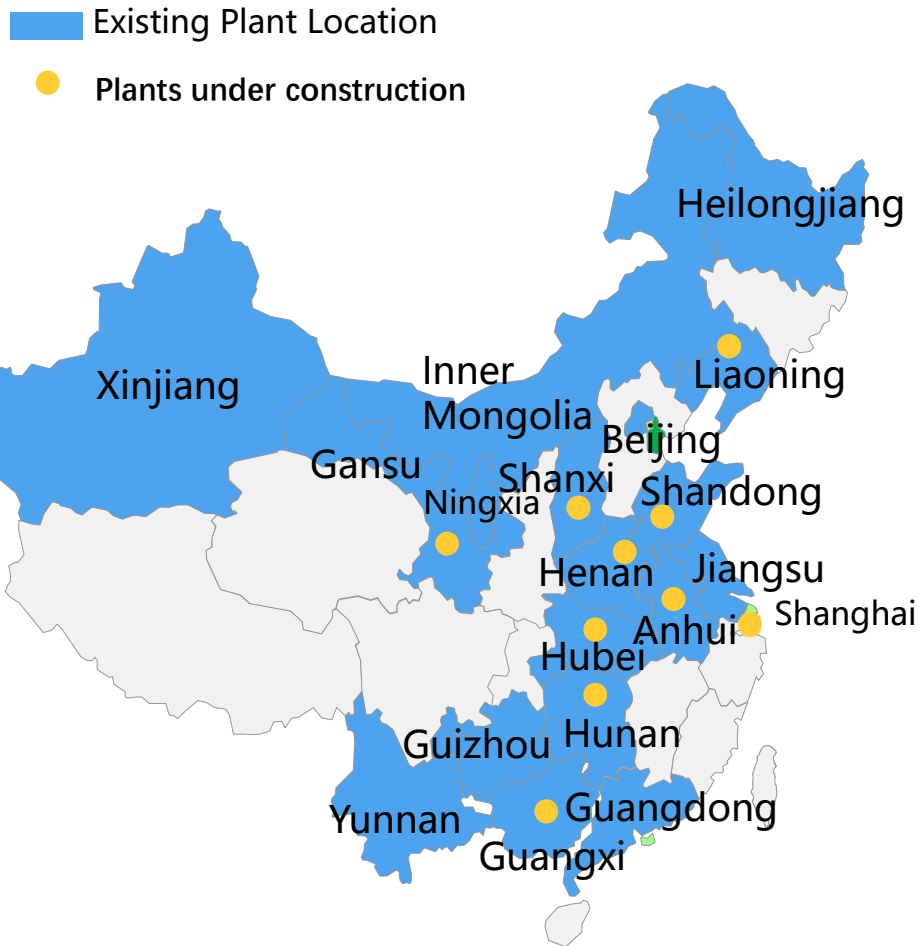 Existing Plant Location
Plants under construction
Heilongjiang
Inner
Mongolia
Xinjiang
Liaoning
Beijing
Gansu
Shanxi
Ningxia
Shandong
Henan
Jiangsu
Shanghai
Anhui
Hubei
Hunan
Guizhou
Guangdong
Yunnan
Guangxi